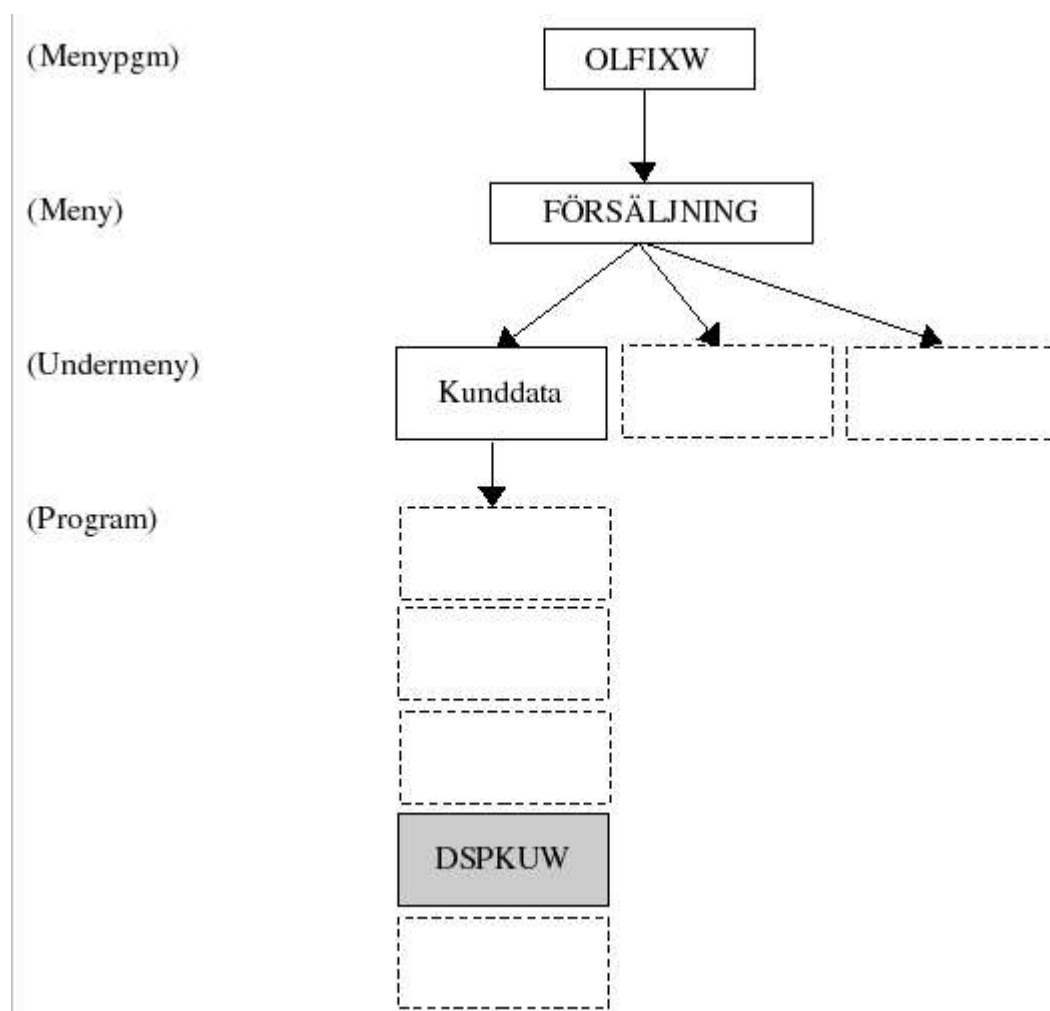 (Menypgm)
OLFIXW
(Meny)
FÖRSÄLJNING
(Undermeny)
Kunddata
(Program)
DSPKUW